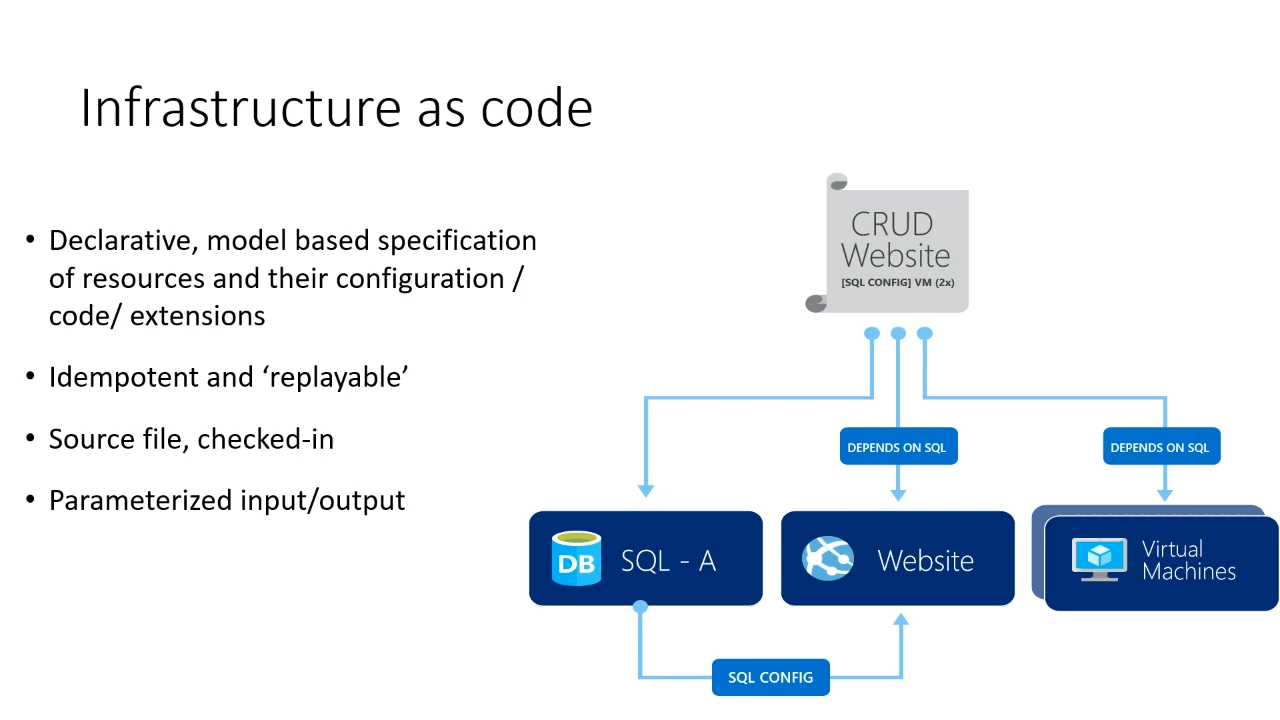 Infrastructure as code
• Declarative, model based specification
of resources and their configuration /
code/ extensions
• Idempotent and ‘replayable’
• Source file, checked-in
• Parameterized input/output
CRUD
Website
[SQL CONFIG] VM (2x)
DEPENDS ON SQL
DEPENDS ON SQL
DB
SQL - A
Website
Virtual
Machines
SQL CONFIG